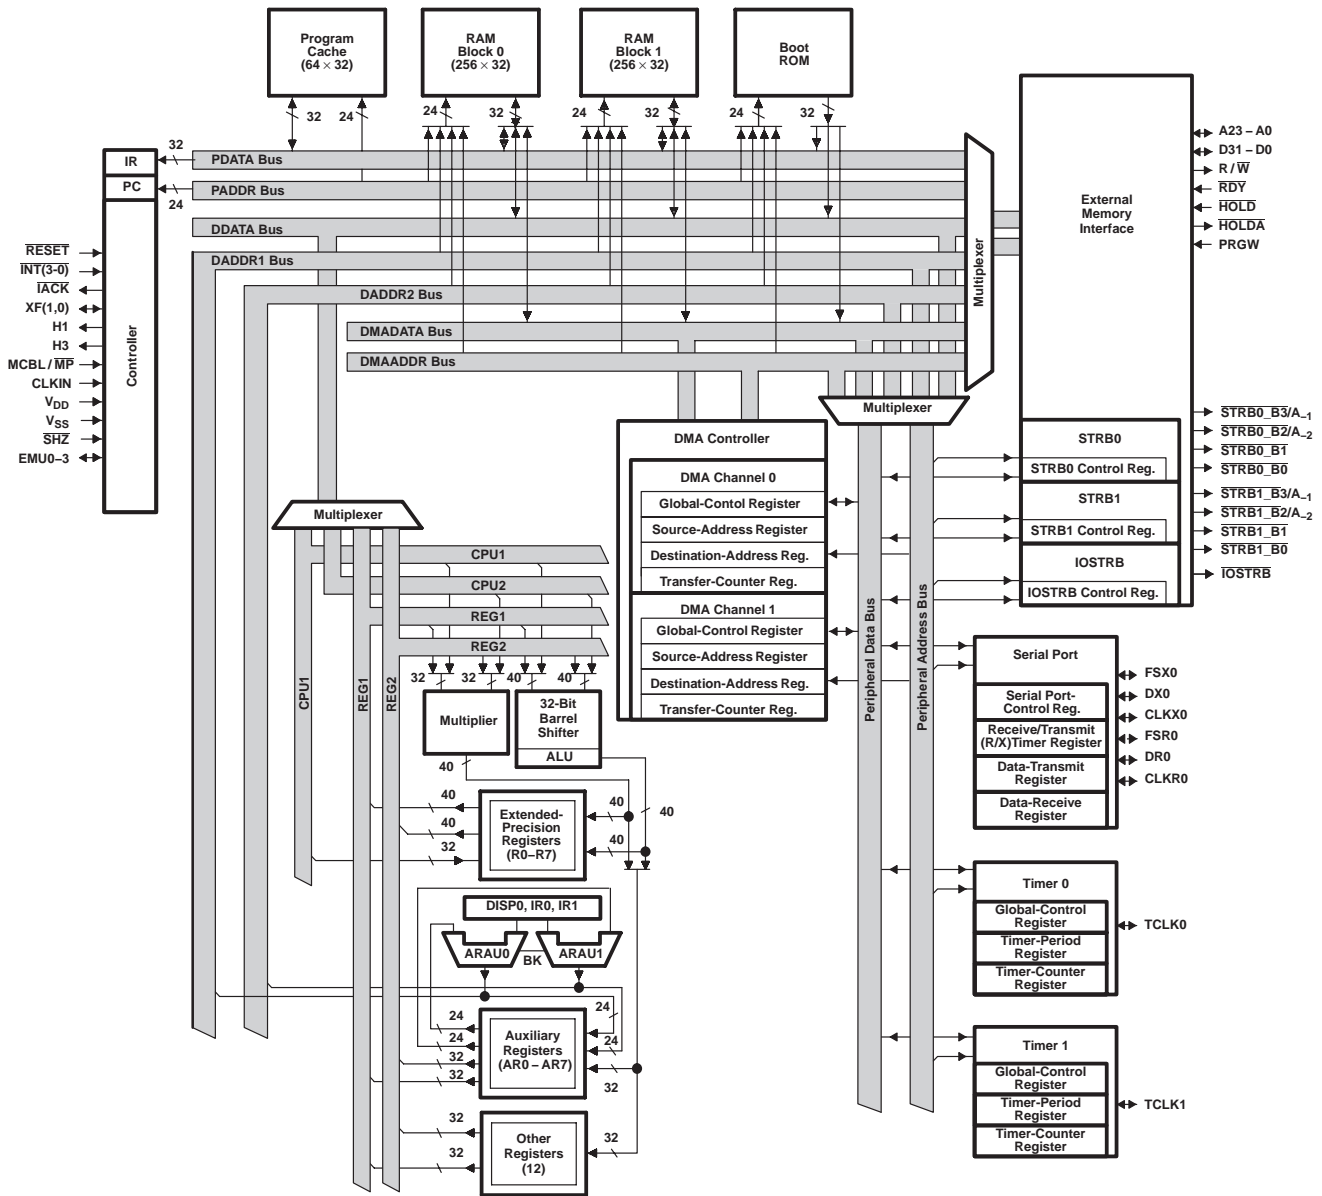 Program
Cache
(64 × 32)
RAM
Block 0
(256 × 32)
RAM
Block 1
(256 × 32)
Boot
ROM
32
24
24
32
24
32
24
32
IR
PC
32
24
PDATA Bus
PADDR Bus
DDATA Bus
DADDR1 Bus
DADDR2 Bus
DMADATA Bus
DMAADDR Bus
Multiplexer
External
Memory
Interface
A23 – A0
D31 – D0
R / W
RDY
HOLD
HOLDA
PRGW
RESET
INT(3-0)
IACK
XF(1,0)
H1
H3
MCBL / MP
CLKIN
VDD
VSS
SHZ
EMU0–3
Controller
Multiplexer
STRB0
STRB0 Control Reg.
STRB1
STRB1 Control Reg.
IOSTRB
IOSTRB Control Reg.
STRB0_B3/A–1
STRB0_B2/A–2
STRB0_B1
STRB0_B0
STRB1_B3/A–1
STRB1_B2/A–2
STRB1_B1
STRB1_B0
IOSTRB
DMA Controller
DMA Channel 0
Global-Contol Register
Source-Address Register
Destination-Address Reg.
Transfer-Counter Reg.
DMA Channel 1
Global-Control Register
Source-Address Register
Destination-Address Reg.
Transfer-Counter Reg.
Peripheral Data Bus
Peripheral Address Bus
Multiplexer
CPU1
CPU2
REG1
REG2
CPU1
REG1
REG2
32
32
40
40
Multiplier
32-Bit
Barrel
Shifter
ALU
40
40
40
32
Extended-
Precision
Registers
(R0–R7)
40
40
40
DISP0, IR0, IR1
ARAU0
BK
ARAU1
24
24
32
32
Auxiliary
Registers
(AR0 – AR7)
24
24
32
32
32
Other
Registers
(12)
32
Serial Port
Serial Port-
Control Reg.
Receive/Transmit
(R/X)Timer Register
Data-Transmit
Register
Data-Receive
Register
FSX0
DX0
CLKX0
FSR0
DR0
CLKR0
Timer 0
Global-Control
Register
Timer-Period
Register
Timer-Counter
Register
TCLK0
Timer 1
Global-Control
Register
Timer-Period
Register
Timer-Counter
Register
TCLK1